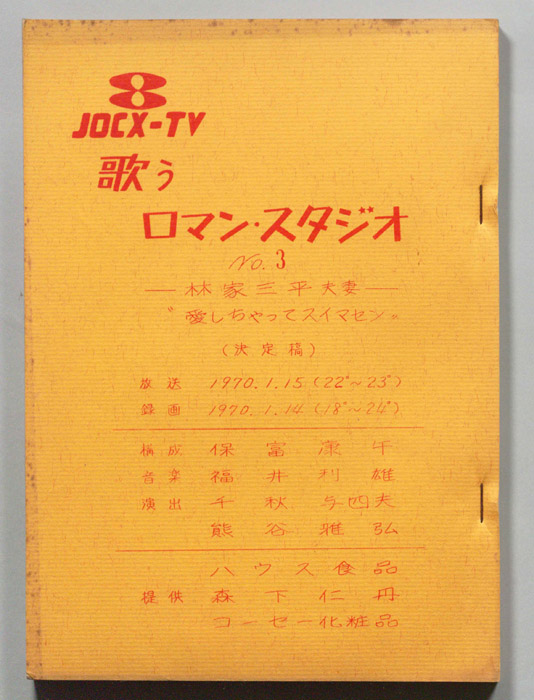 JOCX-TV
歌う
ロマン・スタジオ
No. 3
— 林家三平夫妻 —
〝愛しちゃってスイマセン〟
(決定稿)
放送 1970.1.15 (22°~23°)
録画 1970.1.14 (18°~24°)
構成 保富康午
音楽 福井利雄
演出 千秋与四夫
熊谷雅弘
ハウス食品
提供 森下仁丹
コーセー化粧品